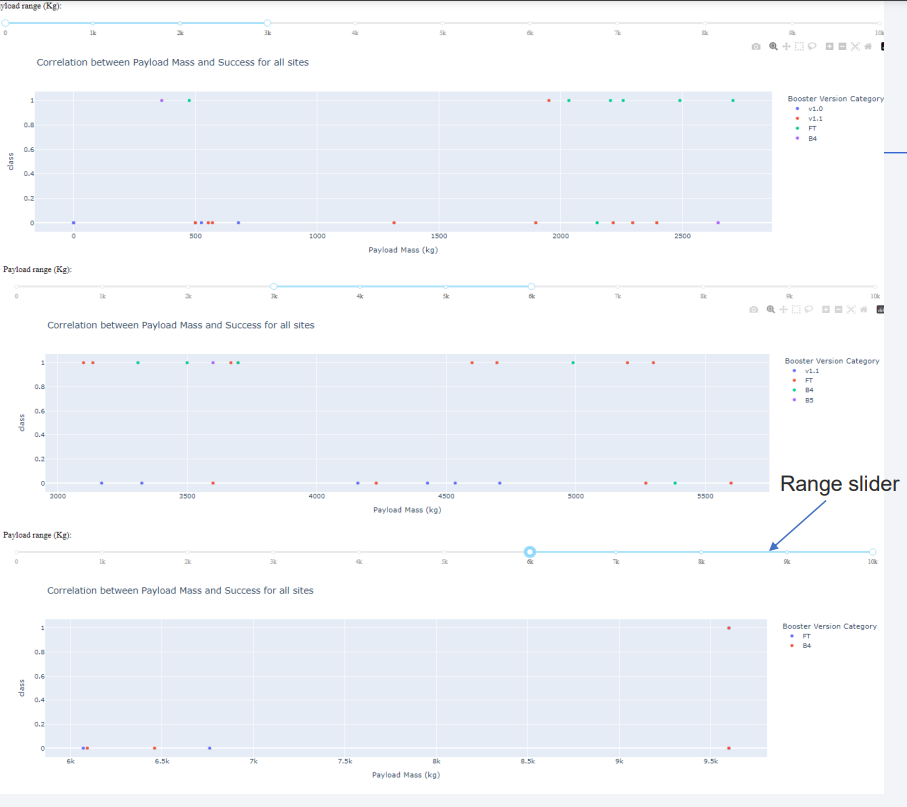 yload range (Kg):
0 1k 2k 3k 4k 5k 6k 7k 8k 9k 10k
Correlation between Payload Mass and Success for all sites
Booster Version Category
v1.0
v1.1
FT
B4
class
1
0.8
0.6
0.4
0.2
0
0 500 1000 1500 2000 2500
Payload Mass (kg)
Payload range (Kg):
0 1k 2k 3k 4k 5k 6k 7k 8k 9k 10k
Correlation between Payload Mass and Success for all sites
Booster Version Category
v1.1
FT
B4
B5
class
1
0.8
0.6
0.4
0.2
0
3000 3500 4000 4500 5000 5500
Payload Mass (kg)
Range slider
Payload range (Kg):
0 1k 2k 3k 4k 5k 6k 7k 8k 9k 10k
Correlation between Payload Mass and Success for all sites
Booster Version Category
FT
B4
class
1
0.8
0.6
0.4
0.2
0
6k 6.5k 7k 7.5k 8k 8.5k 9k 9.5k
Payload Mass (kg)